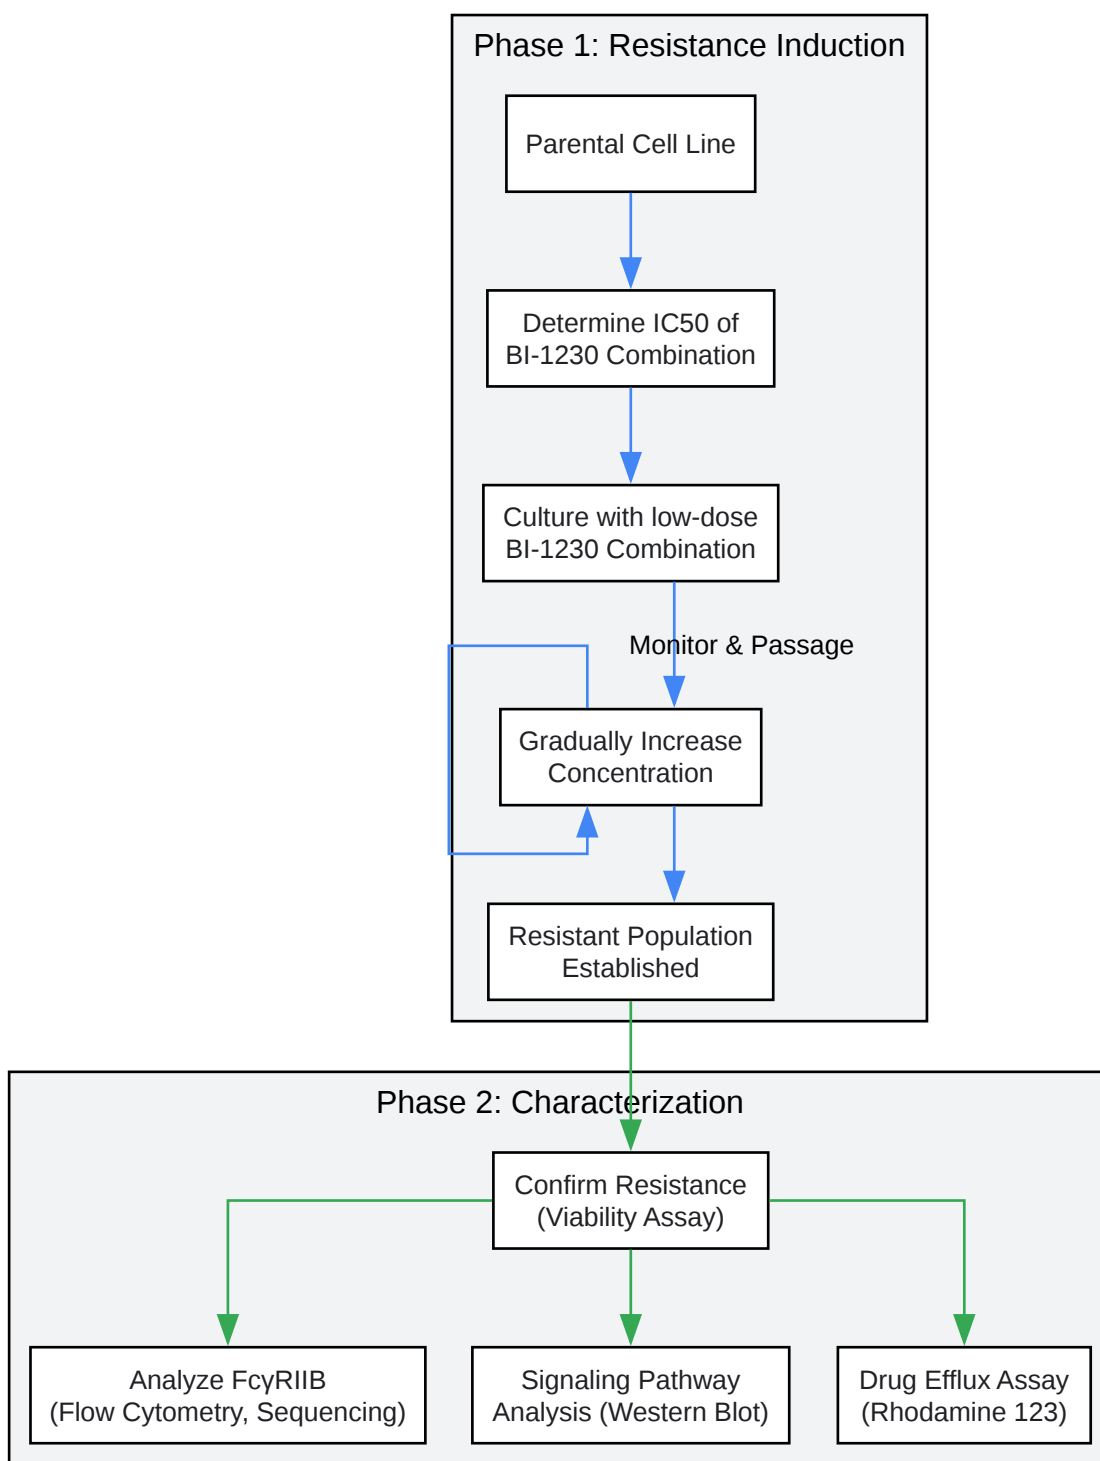 Phase 1: Resistance Induction
Parental Cell Line
Determine IC50 of
BI-1230 Combination
Culture with low-dose
BI-1230 Combination
Monitor & Passage
Gradually Increase
Concentration
Resistant Population
Established
Phase 2: Characterization
Confirm Resistance
(Viability Assay)
Analyze FcγRIIB
(Flow Cytometry, Sequencing)
Signaling Pathway
Analysis (Western Blot)
Drug Efflux Assay
(Rhodamine 123)